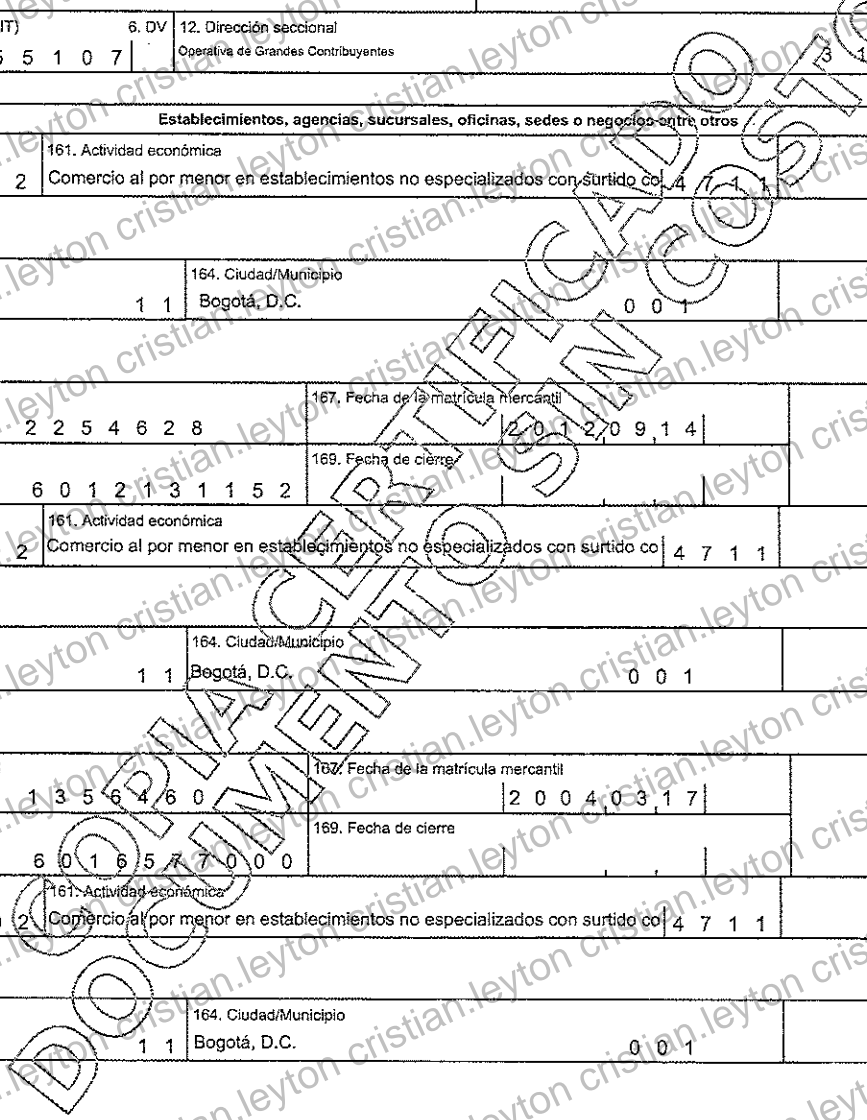 IT) 6. DV 12. Dirección seccional
5 5 1 0 7 Operativa de Grandes Contribuyentes 3 1
Establecimientos, agencias, sucursales, oficinas, sedes o negocios entre otros
161. Actividad económica
2 Comercio al por menor en establecimientos no especializados con surtido co 4 7 1 1
164. Ciudad/Municipio
1 1 Bogotá, D.C. 0 0 1
167. Fecha de la matrícula mercantil
2 2 5 4 6 2 8 2 0 1 2 0 9 1 4
169. Fecha de cierre
6 0 1 2 1 3 1 1 5 2
161. Actividad económica
2 Comercio al por menor en establecimientos no especializados con surtido co 4 7 1 1
164. Ciudad/Municipio
1 1 Bogotá, D.C. 0 0 1
167. Fecha de la matrícula mercantil
1 3 5 6 4 6 0 2 0 0 4 0 3 1 7
169. Fecha de cierre
6 0 1 6 5 7 7 0 0 0
161. Actividad económica
2 Comercio al por menor en establecimientos no especializados con surtido co 4 7 1 1
164. Ciudad/Municipio
1 1 Bogotá, D.C. 0 0 1
COPIA CERTIFICADO
DOCUMENTO SIN COSTO
cristian.leyton cristian.leyton cristian.leyton